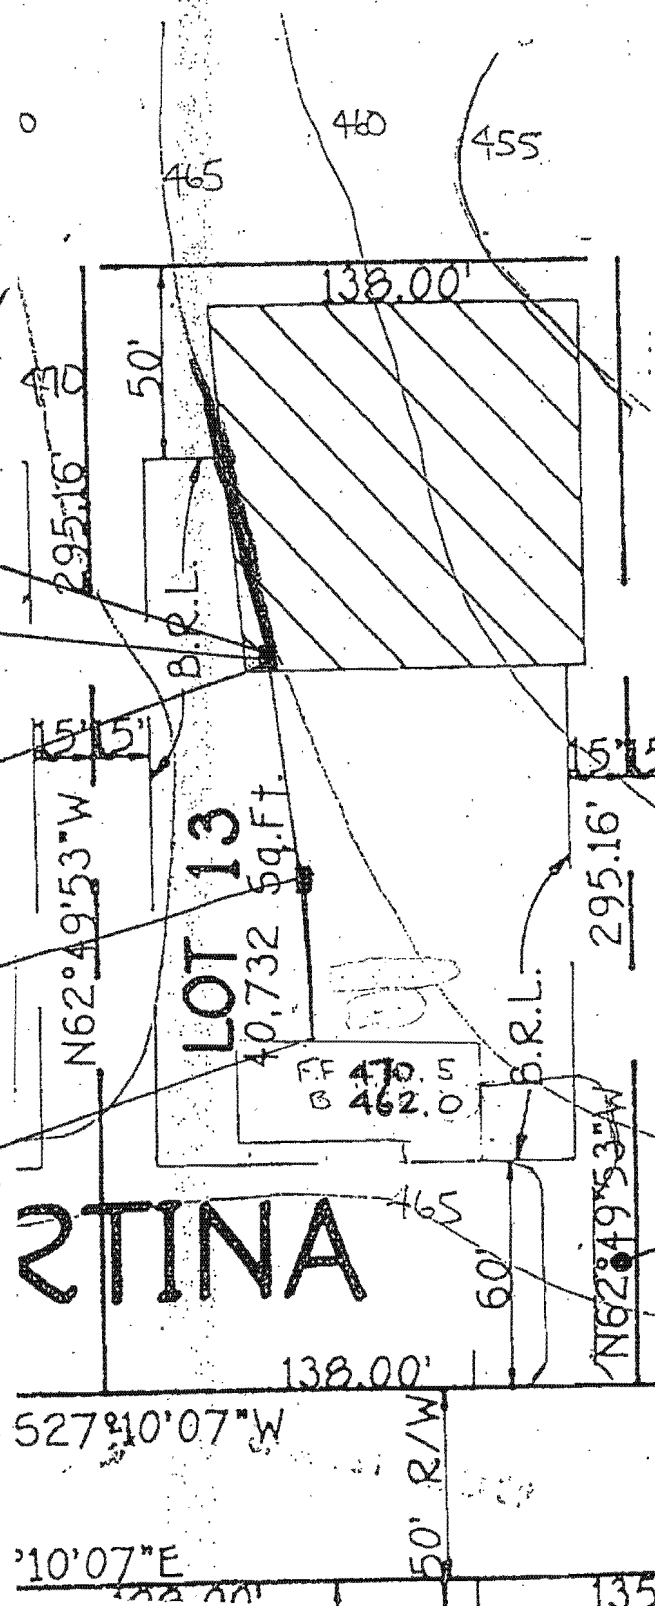 460
455
465
138.00'
50'
295.16'
B.R.L.
15'
15'
15'
N62°49'53"W
LOT 13
40,732 Sq.Ft.
295.16'
B.R.L.
F.F 470.5
B 462.0
N62°49'53"W
465
RTINA
60'
138.00'
S27°10'07"W
50' R/W
°10'07"E
135